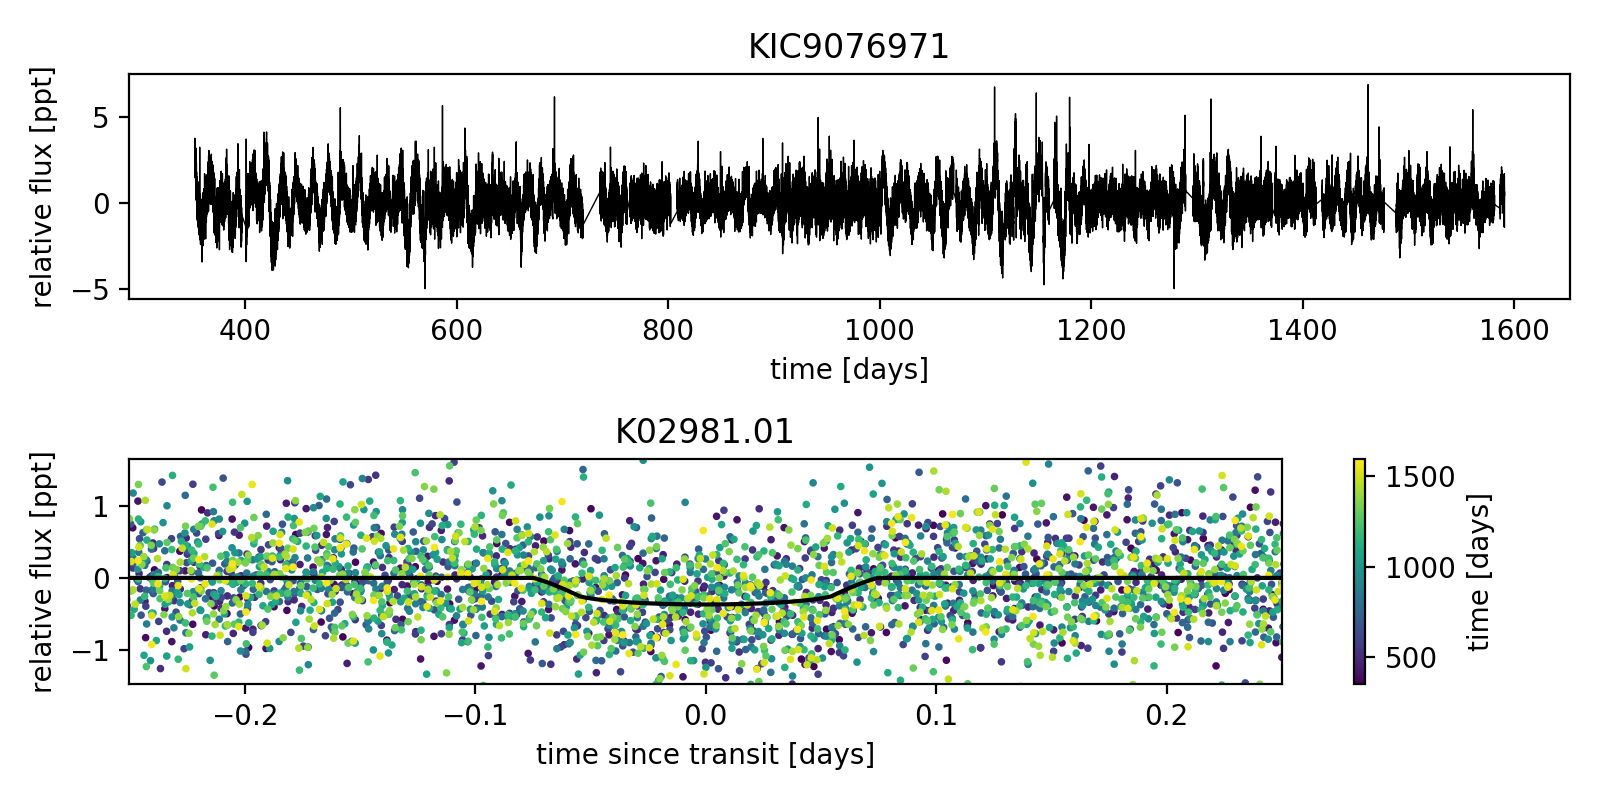 KIC9076971
relative flux [ppt]
5
0
−5
400 600 800 1000 1200 1400 1600
time [days]
K02981.01
relative flux [ppt]
1
0
−1
−0.2 −0.1 0.0 0.1 0.2
time since transit [days]
1500
1000
500
time [days]